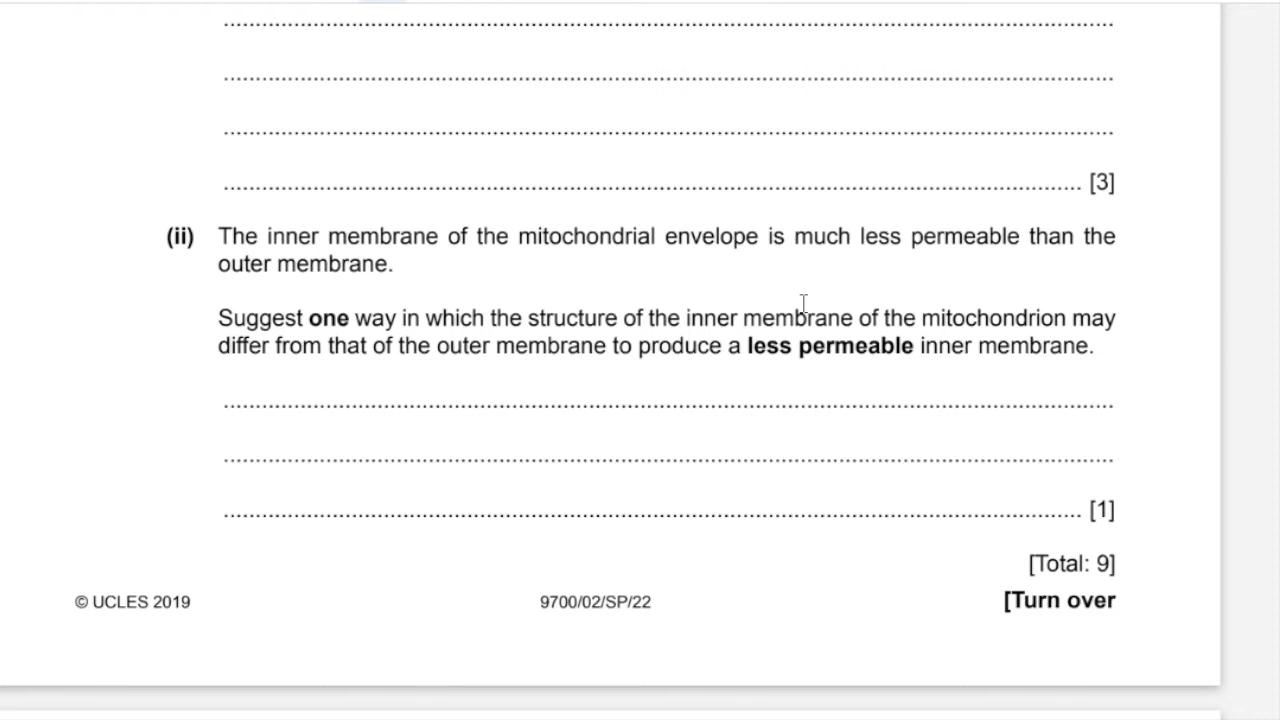 [3]
(ii) The inner membrane of the mitochondrial envelope is much less permeable than the
outer membrane.
Suggest one way in which the structure of the inner membrane of the mitochondrion may
differ from that of the outer membrane to produce a less permeable inner membrane.
[1]
[Total: 9]
© UCLES 2019 9700/02/SP/22 [Turn over